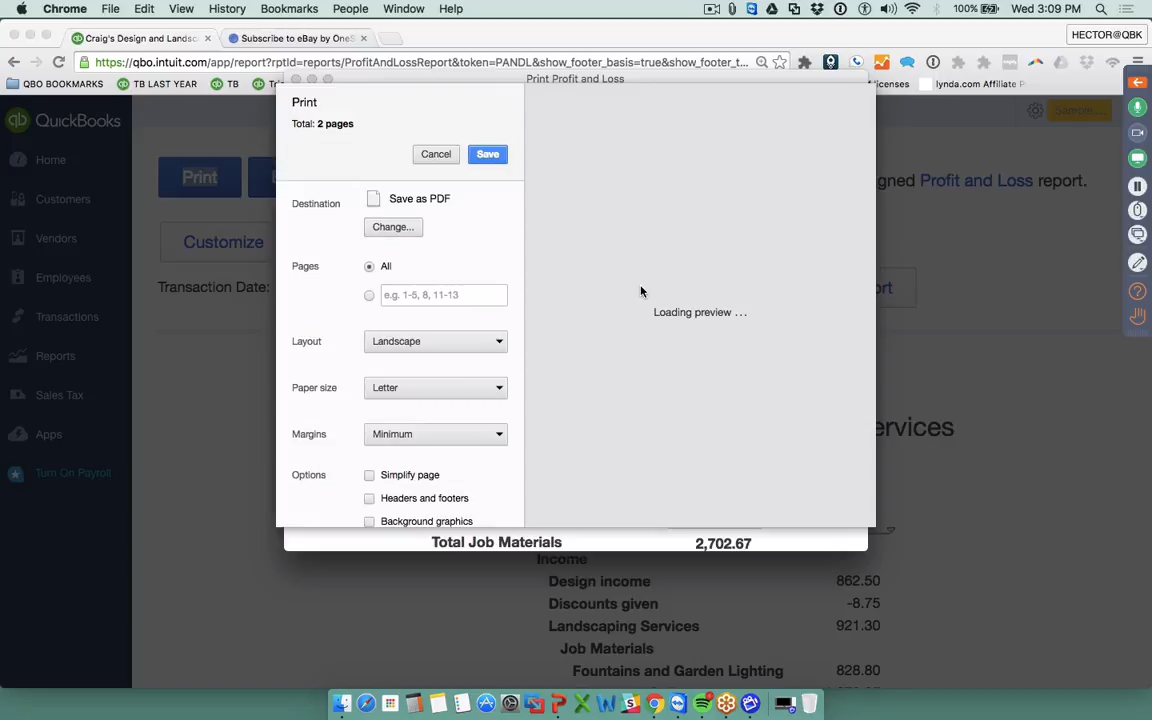 Chrome File Edit View History Bookmarks People Window Help
100% Wed 3:09 PM
Craig's Design and Landsc
Subscribe to eBay by OneS
HECTOR@QBK
https://qbo.intuit.com/app/report?rptId=reports/ProfitAndLossReport&token=PANDL&show_footer_basis=true&show_footer_t...
QBO BOOKMARKS
TB LAST YEAR
TB
Print Profit and Loss
licenses
lynda.com Affiliate P
Print
Total: 2 pages
Cancel
Save
Destination
Save as PDF
Change...
Pages
All
e.g. 1-5, 8, 11-13
Layout
Landscape
Paper size
Letter
Margins
Minimum
Options
Simplify page
Headers and footers
Background graphics
Loading preview ...
quickbooks
Home
Customers
Vendors
Employees
Transactions
Reports
Sales Tax
Apps
Turn On Payroll
Print
igned Profit and Loss report.
Customize
Transaction Date:
ort
ervices
Total Job Materials 2,702.67
Income
Design income 862.50
Discounts given -8.75
Landscaping Services 921.30
Job Materials
Fountains and Garden Lighting 828.80